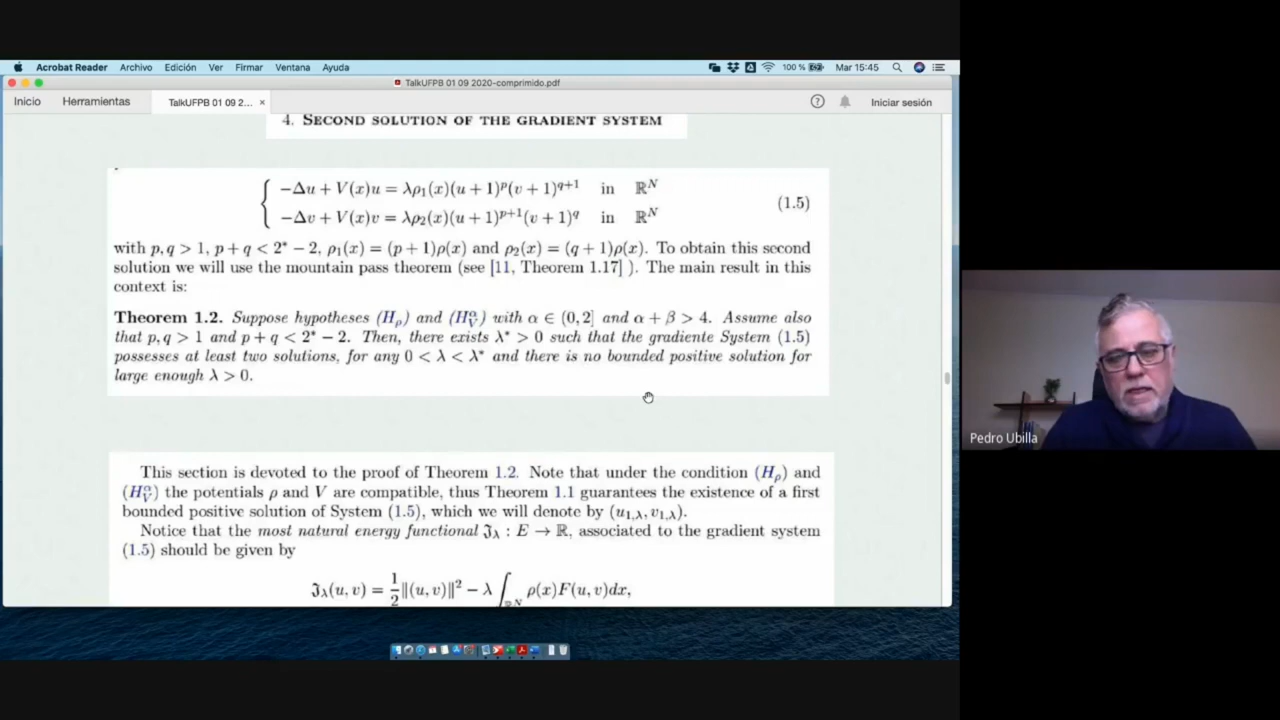 Acrobat Reader Archivo Edición Ver Firmar Ventana Ayuda 100 % Mar 15:45
TalkUFPB 01 09 2020-comprimido.pdf
Inicio Herramientas TalkUFPB 01 09 2... × Iniciar sesión
4. SECOND SOLUTION OF THE GRADIENT SYSTEM
−Δu + V(x)u = λρ₁(x)(u + 1)^p(v + 1)^{q+1} in ℝ^N
−Δv + V(x)v = λρ₂(x)(u + 1)^{p+1}(v + 1)^q in ℝ^N
(1.5)
with p, q > 1, p + q < 2* − 2, ρ₁(x) = (p + 1)ρ(x) and ρ₂(x) = (q + 1)ρ(x). To obtain this second
solution we will use the mountain pass theorem (see [11, Theorem 1.17] ). The main result in this
context is:
Theorem 1.2. Suppose hypotheses (H_ρ) and (H_V^α) with α ∈ (0, 2] and α + β > 4. Assume also
that p, q > 1 and p + q < 2* − 2. Then, there exists λ* > 0 such that the gradiente System (1.5)
possesses at least two solutions, for any 0 < λ < λ* and there is no bounded positive solution for
large enough λ > 0.
This section is devoted to the proof of Theorem 1.2. Note that under the condition (H_ρ) and
(H_V^α) the potentials ρ and V are compatible, thus Theorem 1.1 guarantees the existence of a first
bounded positive solution of System (1.5), which we will denote by (u_{1,λ}, v_{1,λ}).
Notice that the most natural energy functional 𝔍_λ : E → ℝ, associated to the gradient system
(1.5) should be given by
𝔍_λ(u, v) = 1/2 ‖(u, v)‖² − λ ∫_{ℝ^N} ρ(x)F(u, v)dx,
Pedro Ubilla